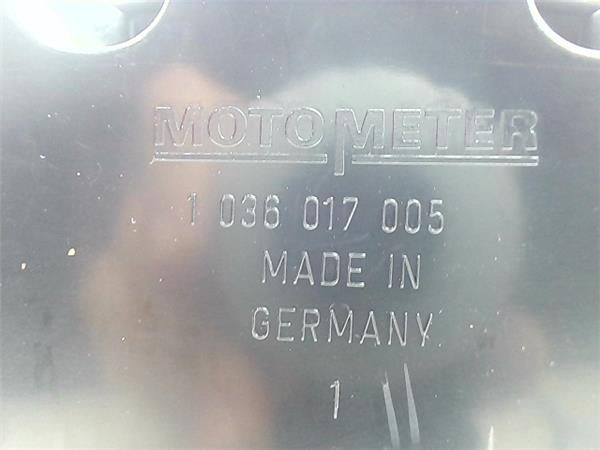 MOTOMETER
1 036 017 005
MADE IN
GERMANY
1